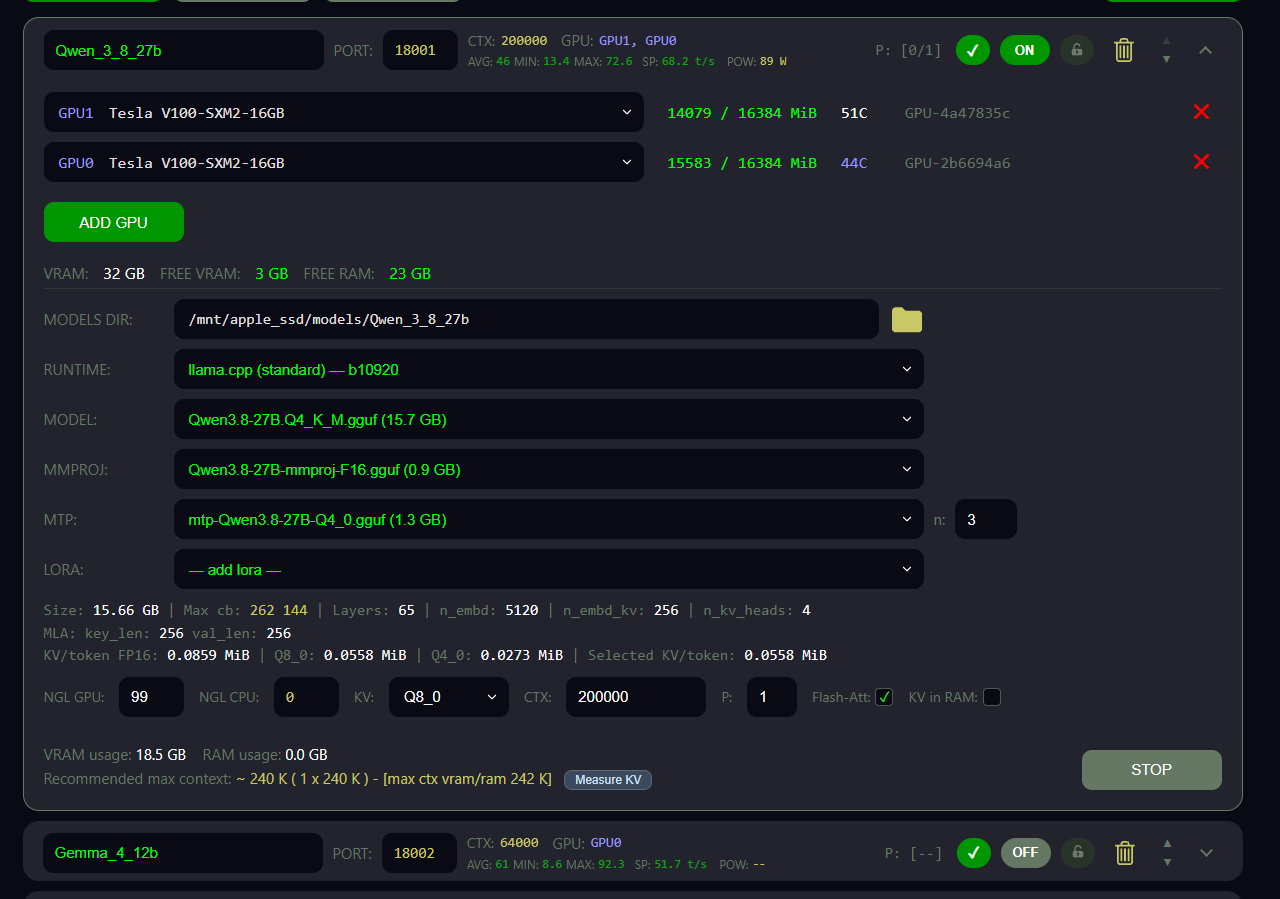 Qwen_3_8_27b PORT: 18001 CTX: 200000 GPU: GPU1, GPU0 P: [0/1] ✓ ON
AVG: 46 MIN: 13.4 MAX: 72.6 SP: 68.2 t/s POW: 89 W
GPU1 Tesla V100-SXM2-16GB 14079 / 16384 MiB 51C GPU-4a47835c
GPU0 Tesla V100-SXM2-16GB 15583 / 16384 MiB 44C GPU-2b6694a6
ADD GPU
VRAM: 32 GB FREE VRAM: 3 GB FREE RAM: 23 GB
MODELS DIR: /mnt/apple_ssd/models/Qwen_3_8_27b
RUNTIME: llama.cpp (standard) — b10920
MODEL: Qwen3.8-27B.Q4_K_M.gguf (15.7 GB)
MMPROJ: Qwen3.8-27B-mmproj-F16.gguf (0.9 GB)
MTP: mtp-Qwen3.8-27B-Q4_0.gguf (1.3 GB) n: 3
LORA: — add lora —
Size: 15.66 GB | Max cb: 262 144 | Layers: 65 | n_embd: 5120 | n_embd_kv: 256 | n_kv_heads: 4
MLA: key_len: 256 val_len: 256
KV/token FP16: 0.0859 MiB | Q8_0: 0.0558 MiB | Q4_0: 0.0273 MiB | Selected KV/token: 0.0558 MiB
NGL GPU: 99 NGL CPU: 0 KV: Q8_0 CTX: 200000 P: 1 Flash-Att: ✓ KV in RAM:
VRAM usage: 18.5 GB RAM usage: 0.0 GB
Recommended max context: ~ 240 K ( 1 x 240 K ) - [max ctx vram/ram 242 K] Measure KV
STOP
Gemma_4_12b PORT: 18002 CTX: 64000 GPU: GPU0 P: [--] ✓ OFF
AVG: 61 MIN: 8.6 MAX: 92.3 SP: 51.7 t/s POW: --